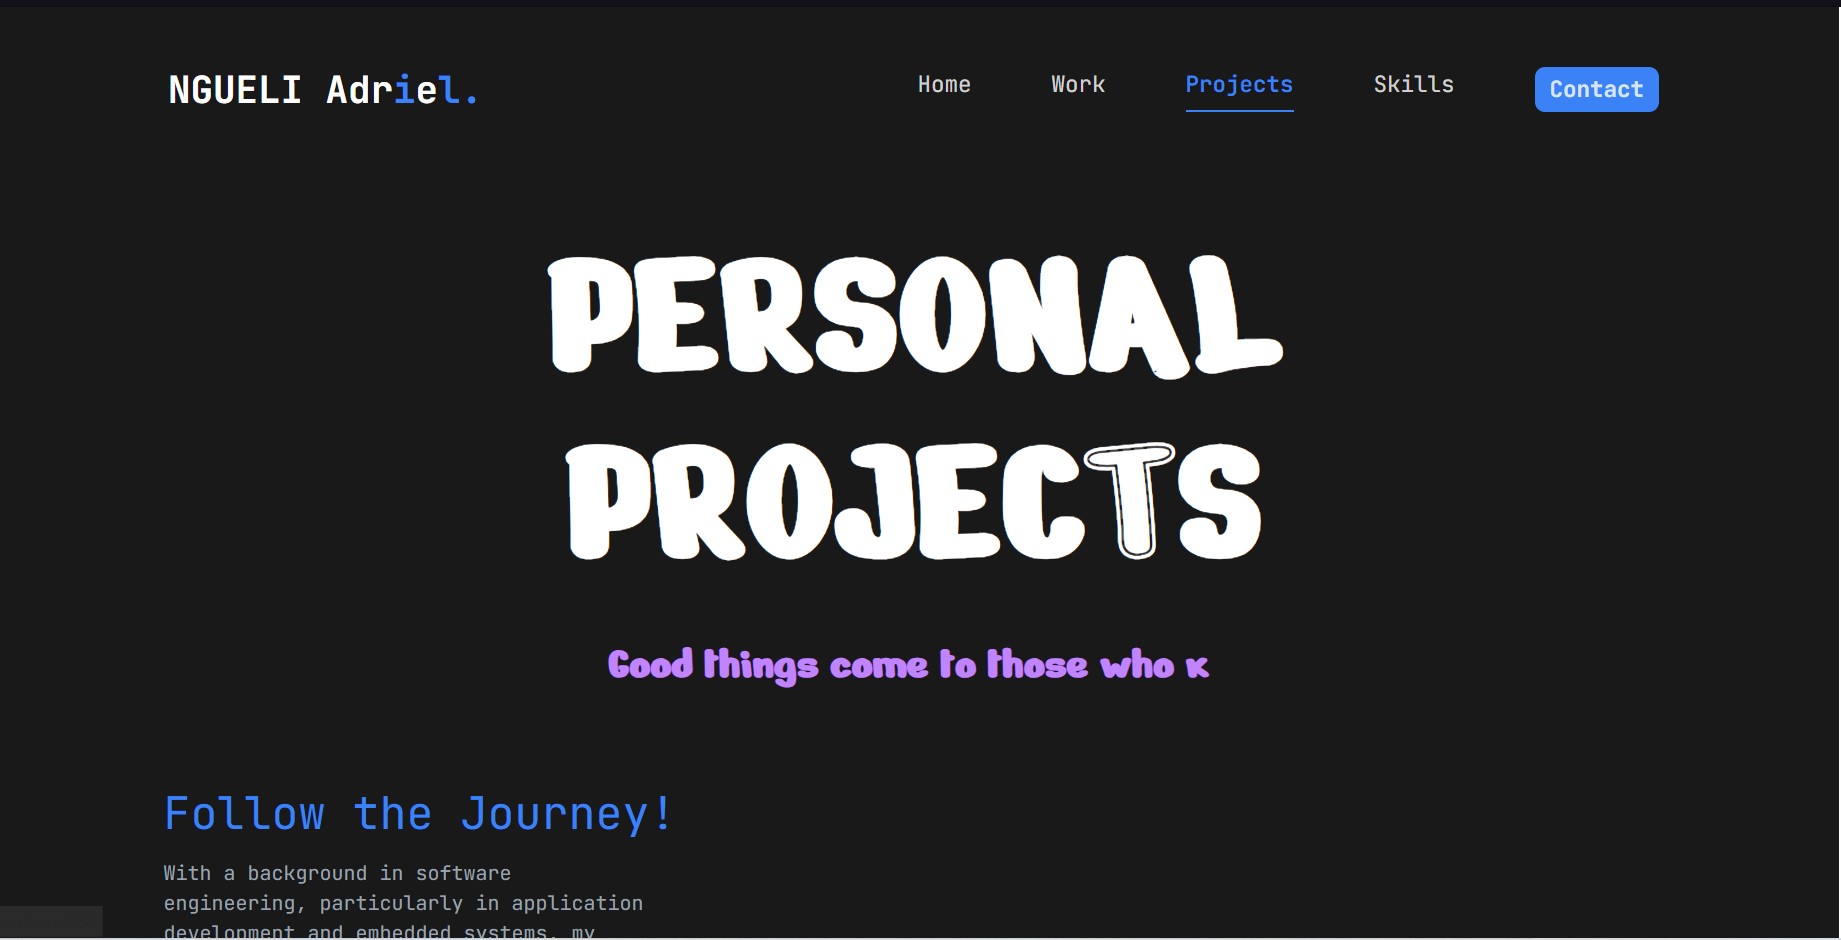 NGUELI Adriel.
Home Work Projects Skills Contact
PERSONAL
PROJECTS
Good things come to those who k
Follow the Journey!
With a background in software
engineering, particularly in application
development and embedded systems, my